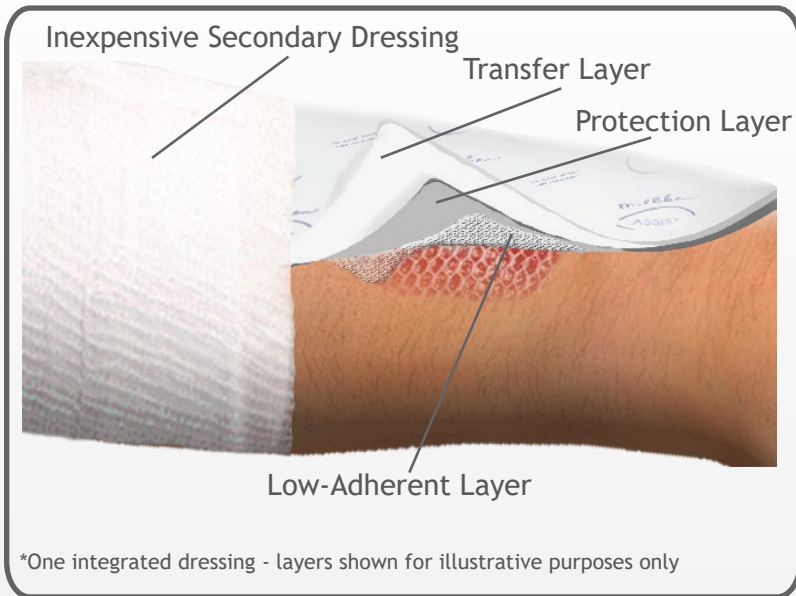 Inexpensive Secondary Dressing
Transfer Layer
Protection Layer
Low-Adherent Layer
*One integrated dressing - layers shown for illustrative purposes only